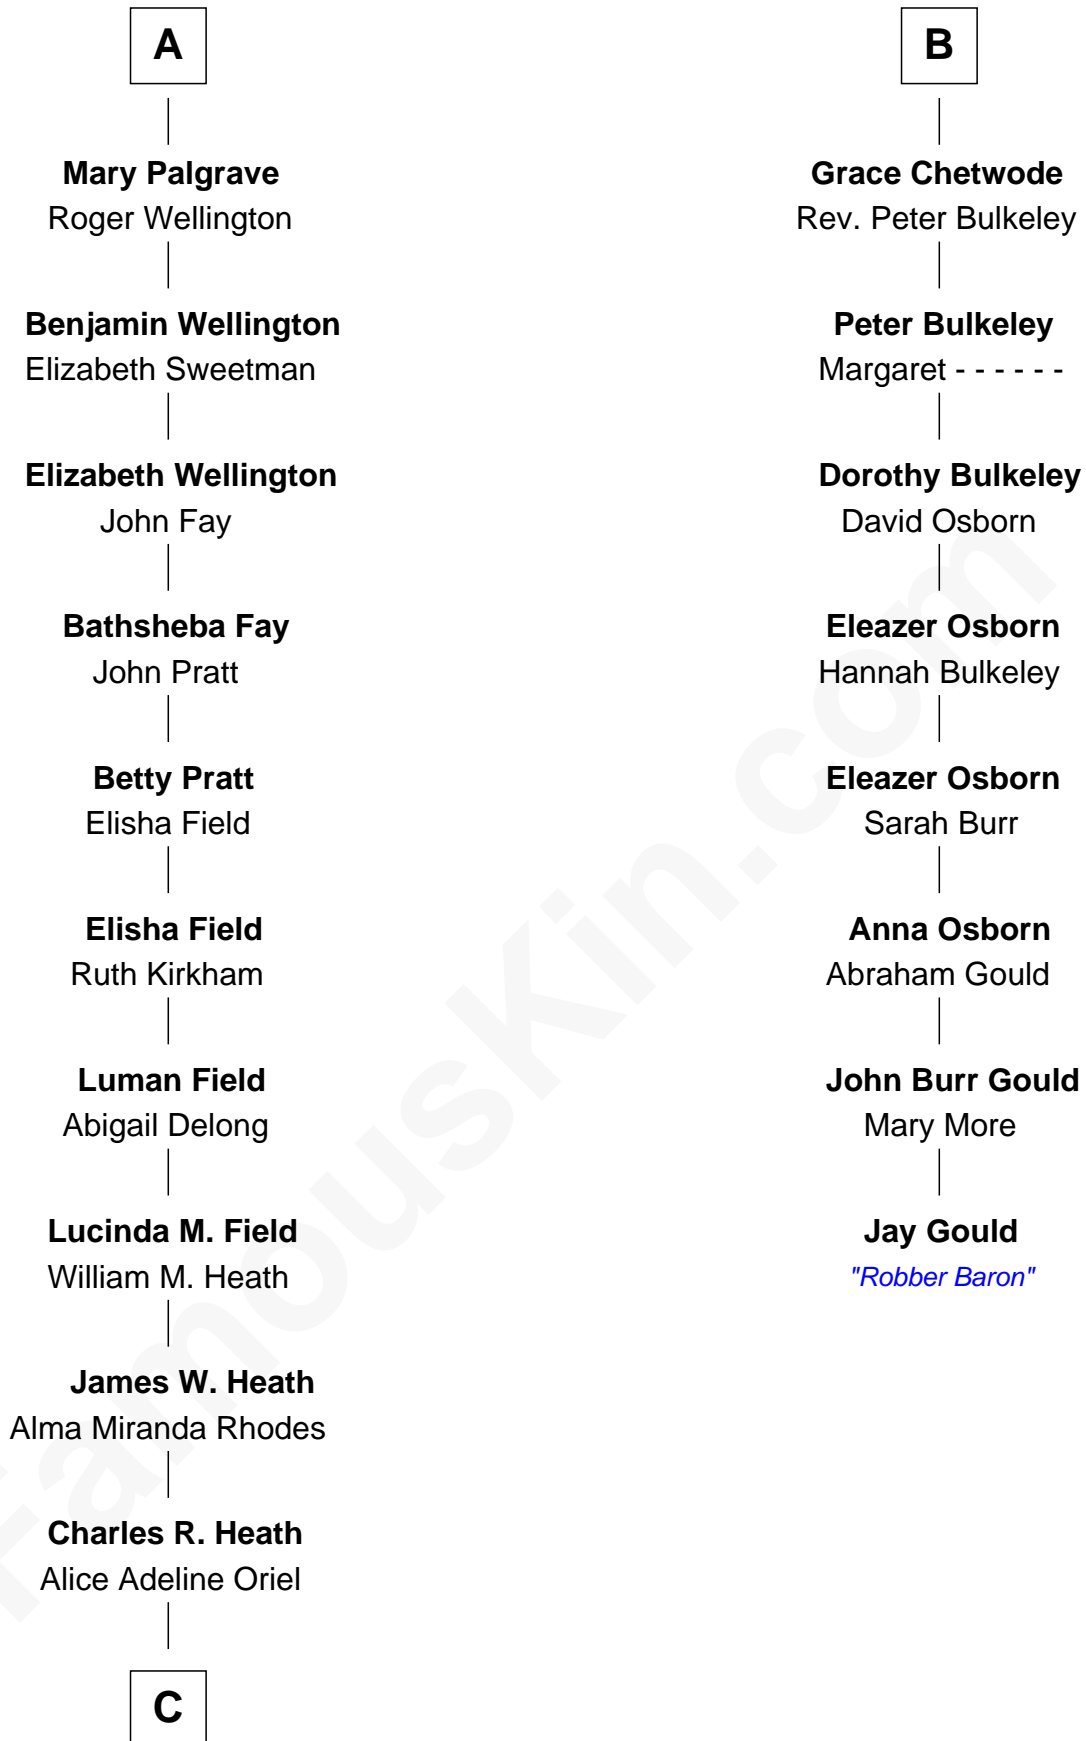 A
Mary Palgrave
Roger Wellington
Benjamin Wellington
Elizabeth Sweetman
Elizabeth Wellington
John Fay
Bathsheba Fay
John Pratt
Betty Pratt
Elisha Field
Elisha Field
Ruth Kirkham
Luman Field
Abigail Delong
Lucinda M. Field
William M. Heath
James W. Heath
Alma Miranda Rhodes
Charles R. Heath
Alice Adeline Oriel
C
B
Grace Chetwode
Rev. Peter Bulkeley
Peter Bulkeley
Margaret - - - - - -
Dorothy Bulkeley
David Osborn
Eleazer Osborn
Hannah Bulkeley
Eleazer Osborn
Sarah Burr
Anna Osborn
Abraham Gould
John Burr Gould
Mary More
Jay Gould
"Robber Baron"
FamousKin.com